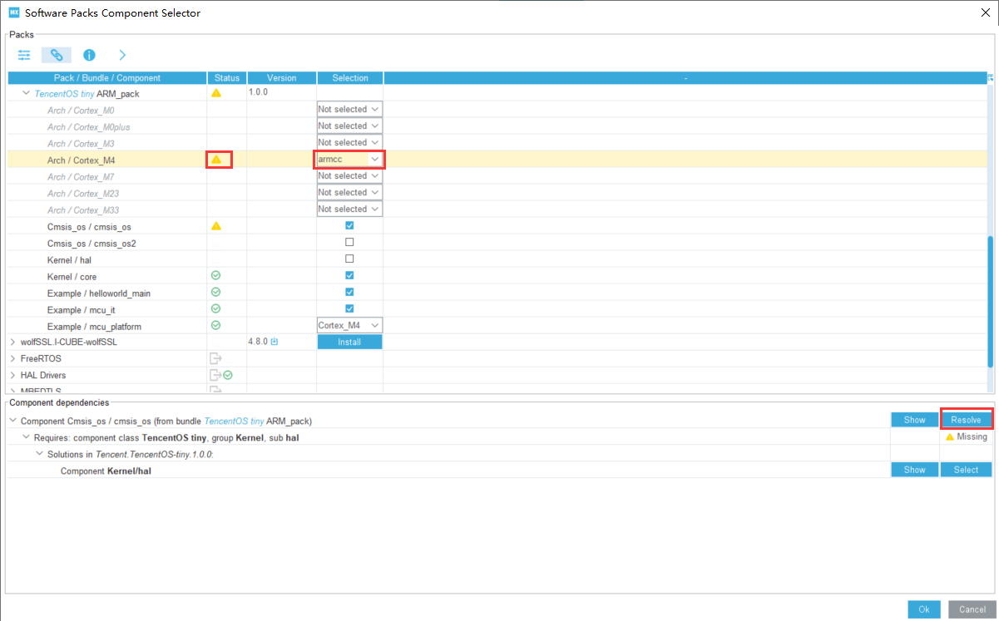 MX Software Packs Component Selector
Packs
Pack / Bundle / Component Status Version Selection -
TencentOS tiny ARM_pack 1.0.0
Arch / Cortex_M0 Not selected
Arch / Cortex_M0plus Not selected
Arch / Cortex_M3 Not selected
Arch / Cortex_M4 armcc
Arch / Cortex_M7 Not selected
Arch / Cortex_M23 Not selected
Arch / Cortex_M33 Not selected
Cmsis_os / cmsis_os
Cmsis_os / cmsis_os2
Kernel / hal
Kernel / core
Example / helloworld_main
Example / mcu_it
Example / mcu_platform Cortex_M4
wolfSSL.I-CUBE-wolfSSL 4.8.0 Install
FreeRTOS
HAL Drivers
MBEDTLS
Component dependencies
Component Cmsis_os / cmsis_os (from bundle TencentOS tiny ARM_pack) Show Resolve
Requires: component class TencentOS tiny, group Kernel, sub hal Missing
Solutions in Tencent.TencentOS-tiny.1.0.0:
Component Kernel/hal Show Select
Ok Cancel